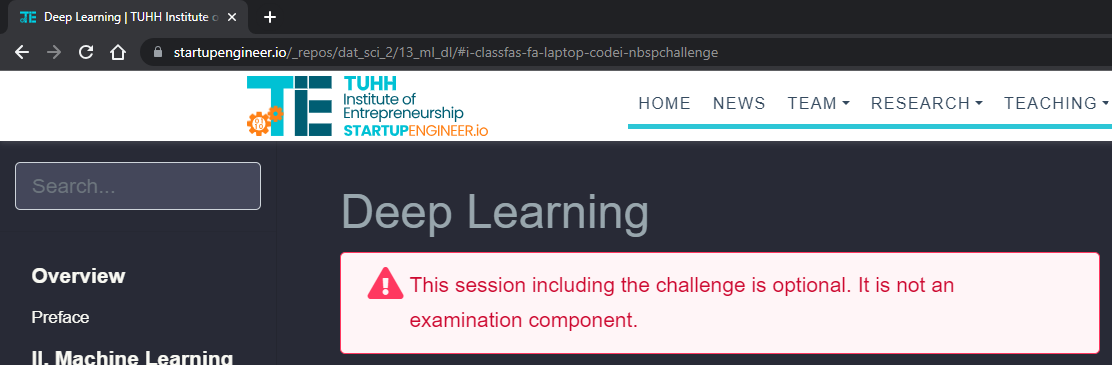 Deep Learning | TUHH Institute o
startupengineer.io/_repos/dat_sci_2/13_ml_dl/#i-classfas-fa-laptop-codei-nbspchallenge
TUHH
Institute of
Entrepreneurship
STARTUPENGINEER.io
HOME NEWS TEAM RESEARCH TEACHING
Search...
Overview
Preface
II. Machine Learning
Deep Learning
This session including the challenge is optional. It is not an
examination component.